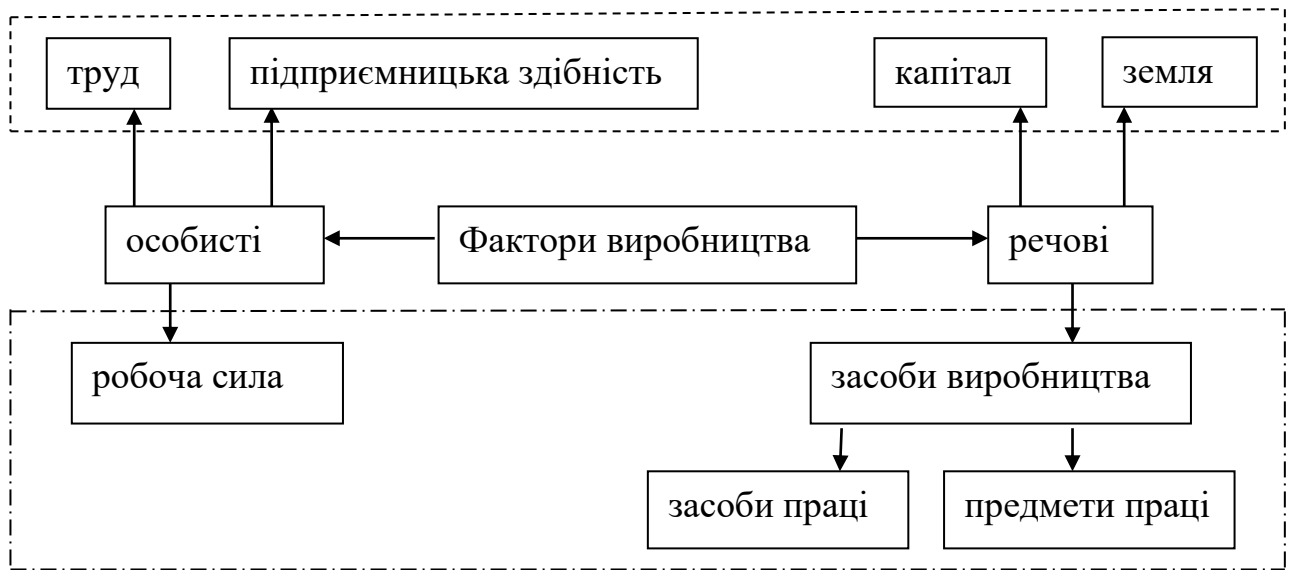 труд
підприємницька здібність
капітал
земля
особисті
Фактори виробництва
речові
робоча сила
засоби виробництва
засоби праці
предмети праці